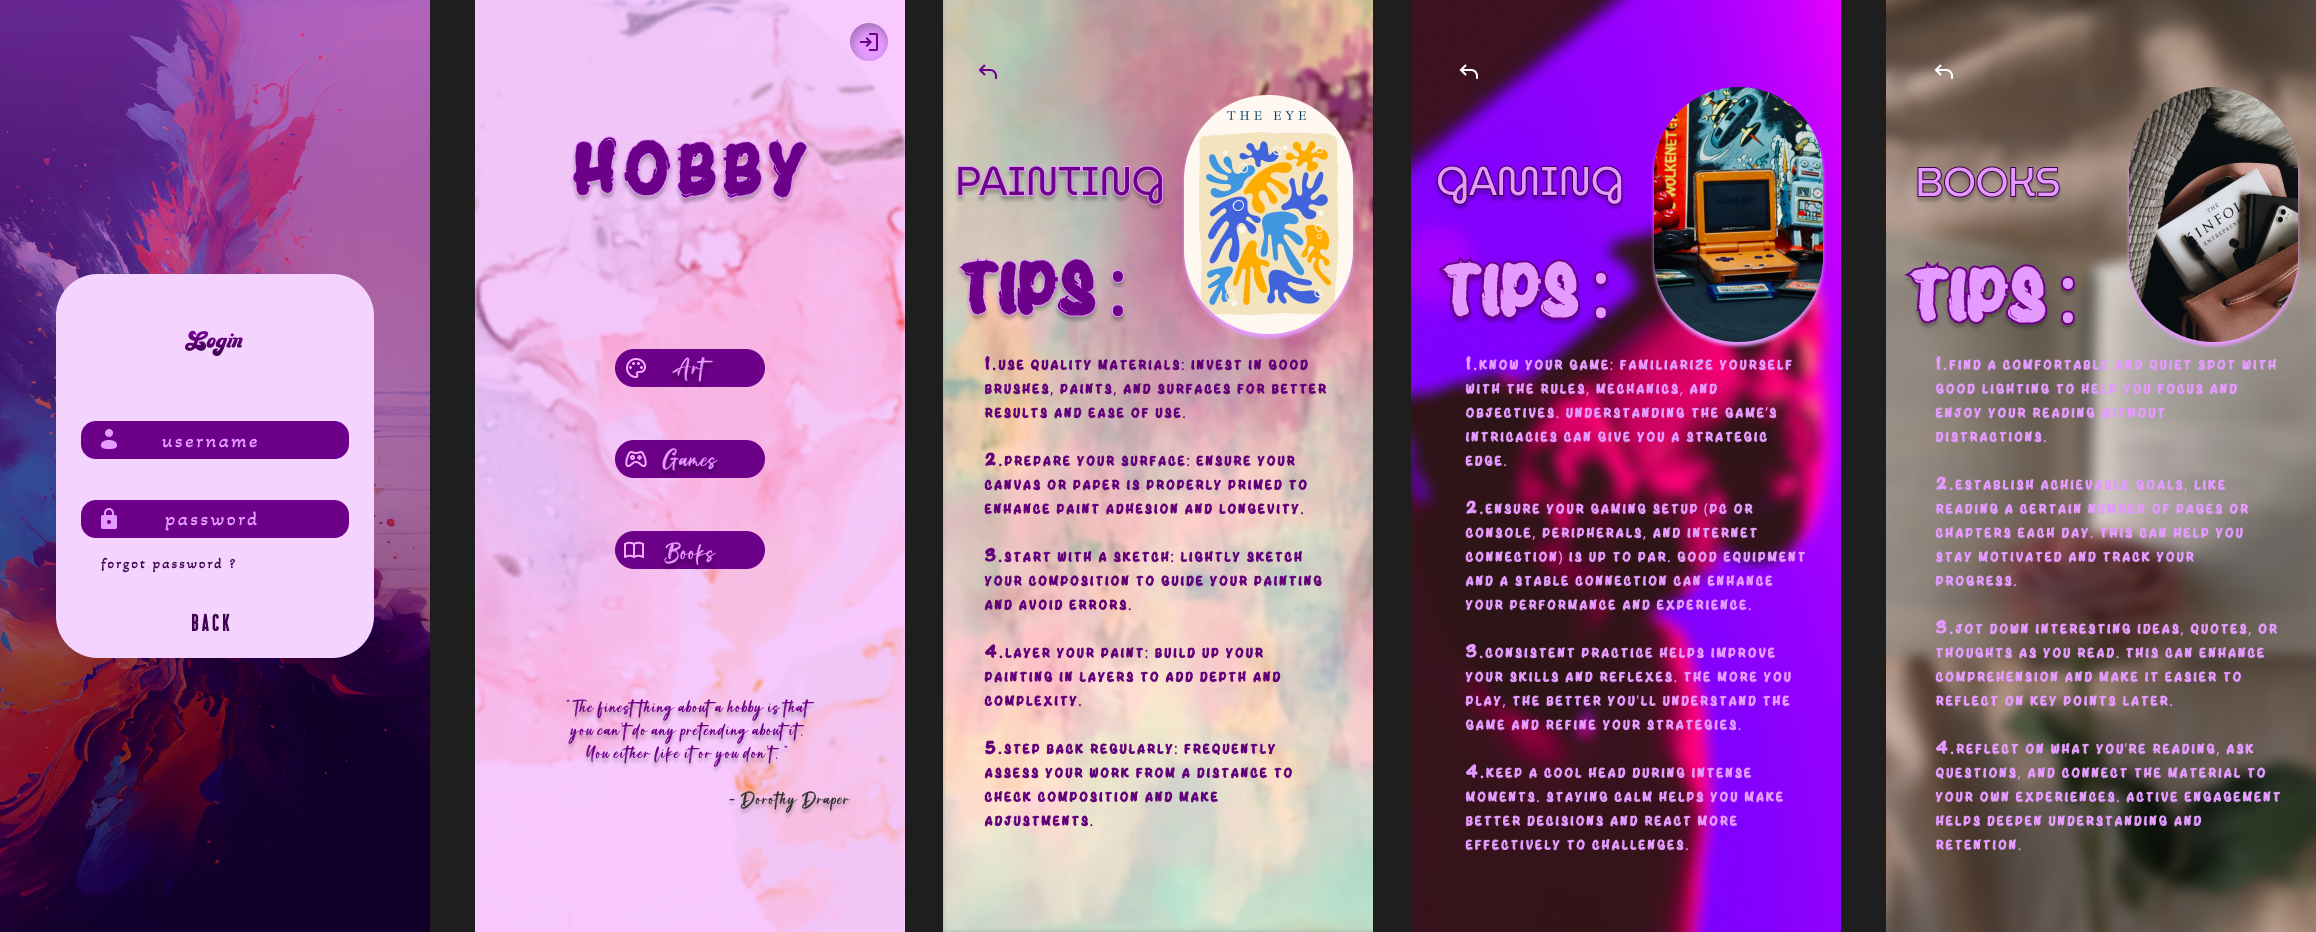 Login
username
password
forgot password ?
BACK
HOBBY
Art
Games
Books
"The finest thing about a hobby is that
you can't do any pretending about it.
You either like it or you don't."
- Dorothy Draper
PAINTING
THE EYE
TIPS :
1.USE QUALITY MATERIALS: INVEST IN GOOD
BRUSHES, PAINTS, AND SURFACES FOR BETTER
RESULTS AND EASE OF USE.
2.PREPARE YOUR SURFACE: ENSURE YOUR
CANVAS OR PAPER IS PROPERLY PRIMED TO
ENHANCE PAINT ADHESION AND LONGEVITY.
3.START WITH A SKETCH: LIGHTLY SKETCH
YOUR COMPOSITION TO GUIDE YOUR PAINTING
AND AVOID ERRORS.
4.LAYER YOUR PAINT: BUILD UP YOUR
PAINTING IN LAYERS TO ADD DEPTH AND
COMPLEXITY.
5.STEP BACK REGULARLY: FREQUENTLY
ASSESS YOUR WORK FROM A DISTANCE TO
CHECK COMPOSITION AND MAKE
ADJUSTMENTS.
GAMING
WOLKENE
TIPS :
1.KNOW YOUR GAME: FAMILIARIZE YOURSELF
WITH THE RULES, MECHANICS, AND
OBJECTIVES. UNDERSTANDING THE GAME'S
INTRICACIES CAN GIVE YOU A STRATEGIC
EDGE.
2.ENSURE YOUR GAMING SETUP (PC OR
CONSOLE, PERIPHERALS, AND INTERNET
CONNECTION) IS UP TO PAR. GOOD EQUIPMENT
AND A STABLE CONNECTION CAN ENHANCE
YOUR PERFORMANCE AND EXPERIENCE.
3.CONSISTENT PRACTICE HELPS IMPROVE
YOUR SKILLS AND REFLEXES. THE MORE YOU
PLAY, THE BETTER YOU'LL UNDERSTAND THE
GAME AND REFINE YOUR STRATEGIES.
4.KEEP A COOL HEAD DURING INTENSE
MOMENTS. STAYING CALM HELPS YOU MAKE
BETTER DECISIONS AND REACT MORE
EFFECTIVELY TO CHALLENGES.
BOOKS
THE
KINFOL
ENTREPREN
TIPS :
1.FIND A COMFORTABLE AND QUIET SPOT WITH
GOOD LIGHTING TO HELP YOU FOCUS AND
ENJOY YOUR READING WITHOUT
DISTRACTIONS.
2.ESTABLISH ACHIEVABLE GOALS, LIKE
READING A CERTAIN NUMBER OF PAGES OR
CHAPTERS EACH DAY. THIS CAN HELP YOU
STAY MOTIVATED AND TRACK YOUR
PROGRESS.
3.JOT DOWN INTERESTING IDEAS, QUOTES, OR
THOUGHTS AS YOU READ. THIS CAN ENHANCE
COMPREHENSION AND MAKE IT EASIER TO
REFLECT ON KEY POINTS LATER.
4.REFLECT ON WHAT YOU'RE READING, ASK
QUESTIONS, AND CONNECT THE MATERIAL TO
YOUR OWN EXPERIENCES. ACTIVE ENGAGEMENT
HELPS DEEPEN UNDERSTANDING AND
RETENTION.